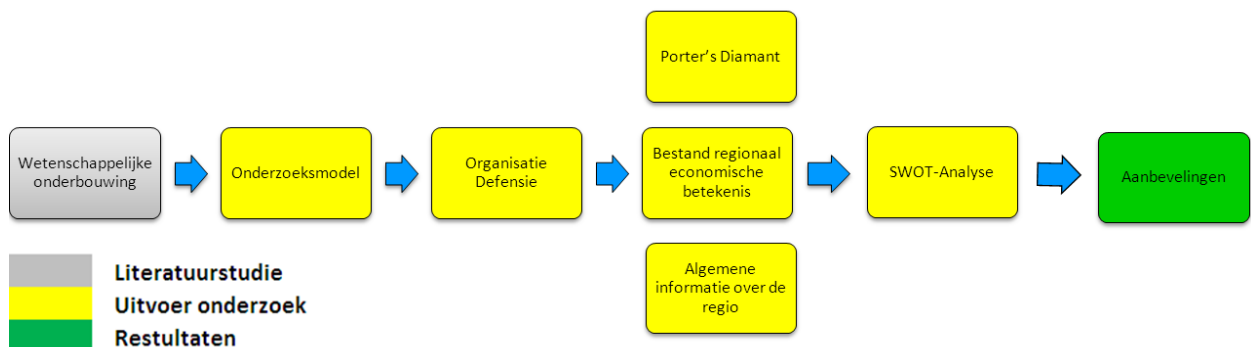 Porter's Diamant
Wetenschappelijke
onderbouwing
Onderzoeksmodel
Organisatie
Defensie
Bestand regionaal
economische
betekenis
SWOT-Analyse
Aanbevelingen
Algemene
informatie over de
regio
Literatuurstudie
Uitvoer onderzoek
Restultaten